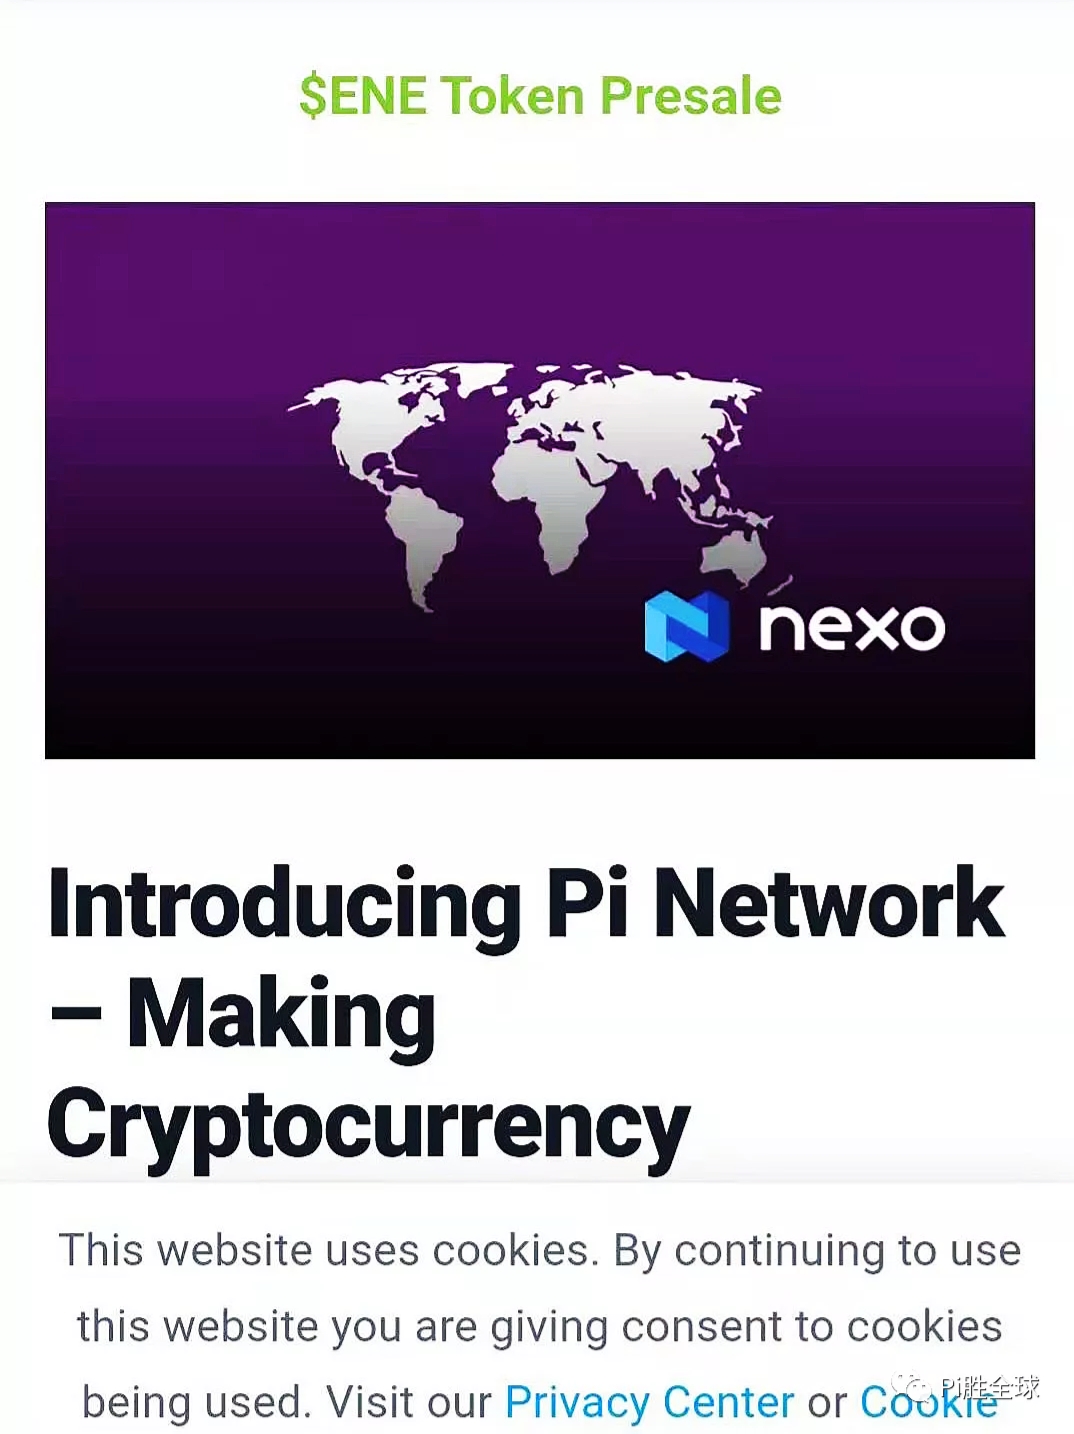 $ENE Token Presale
nexo
Introducing Pi Network
– Making
Cryptocurrency
This website uses cookies. By continuing to use
this website you are giving consent to cookies
being used. Visit our Privacy Center or Cookie
Pi胜全球